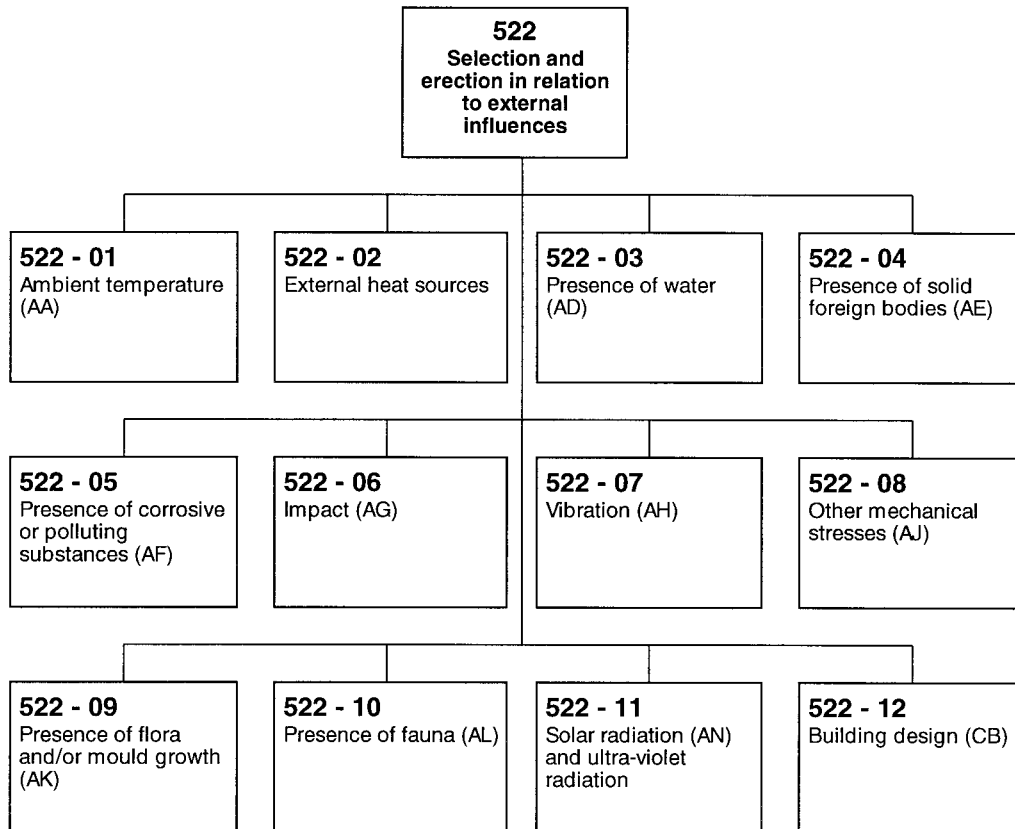 522
Selection and
erection in relation
to external
influences
522 - 01
Ambient temperature
(AA)
522 - 02
External heat sources
522 - 03
Presence of water
(AD)
522 - 04
Presence of solid
foreign bodies (AE)
522 - 05
Presence of corrosive
or polluting
substances (AF)
522 - 06
Impact (AG)
522 - 07
Vibration (AH)
522 - 08
Other mechanical
stresses (AJ)
522 - 09
Presence of flora
and/or mould growth
(AK)
522 - 10
Presence of fauna (AL)
522 - 11
Solar radiation (AN)
and ultra-violet
radiation
522 - 12
Building design (CB)